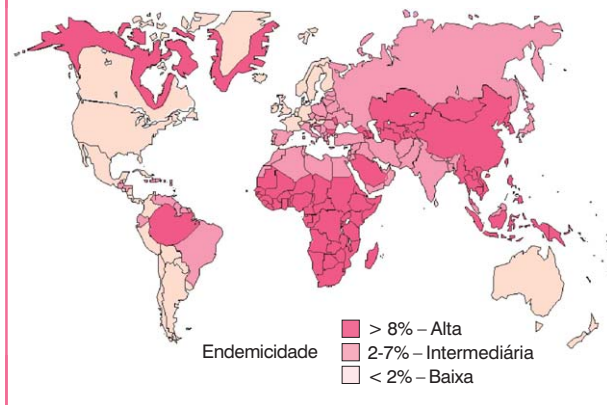 Endemicidade
> 8% – Alta
2-7% – Intermediária
< 2% – Baixa